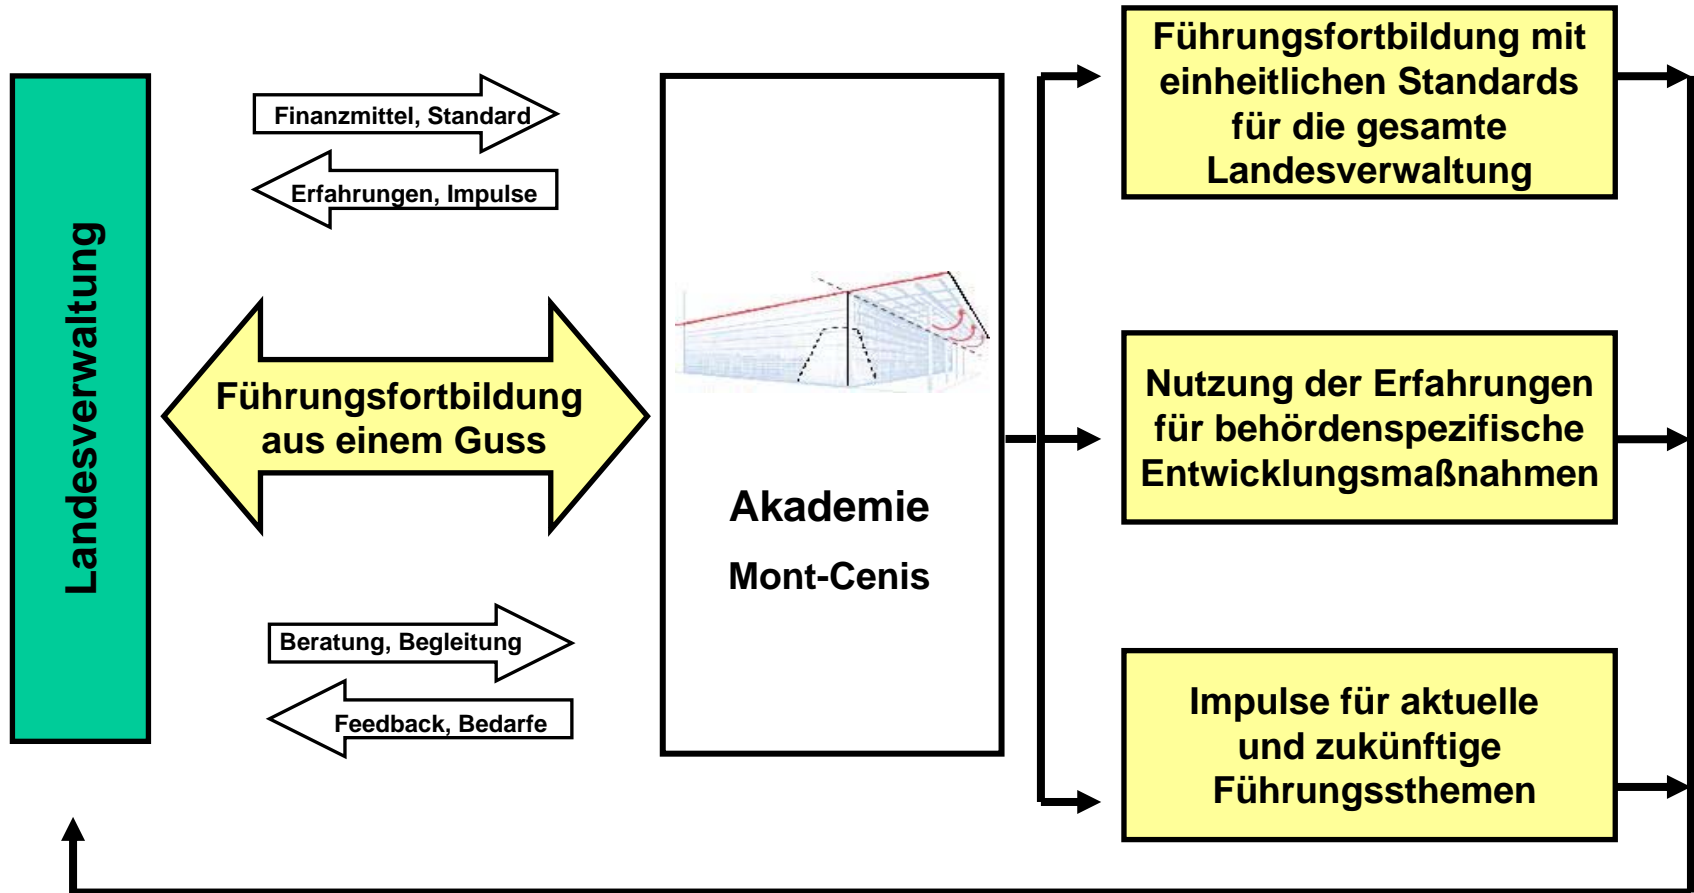 Landesverwaltung
Finanzmittel, Standard
Erfahrungen, Impulse
Führungsfortbildung
aus einem Guss
Beratung, Begleitung
Feedback, Bedarfe
Akademie
Mont-Cenis
Führungsfortbildung mit
einheitlichen Standards
für die gesamte
Landesverwaltung
Nutzung der Erfahrungen
für behördenspezifische
Entwicklungsmaßnahmen
Impulse für aktuelle
und zukünftige
Führungssthemen